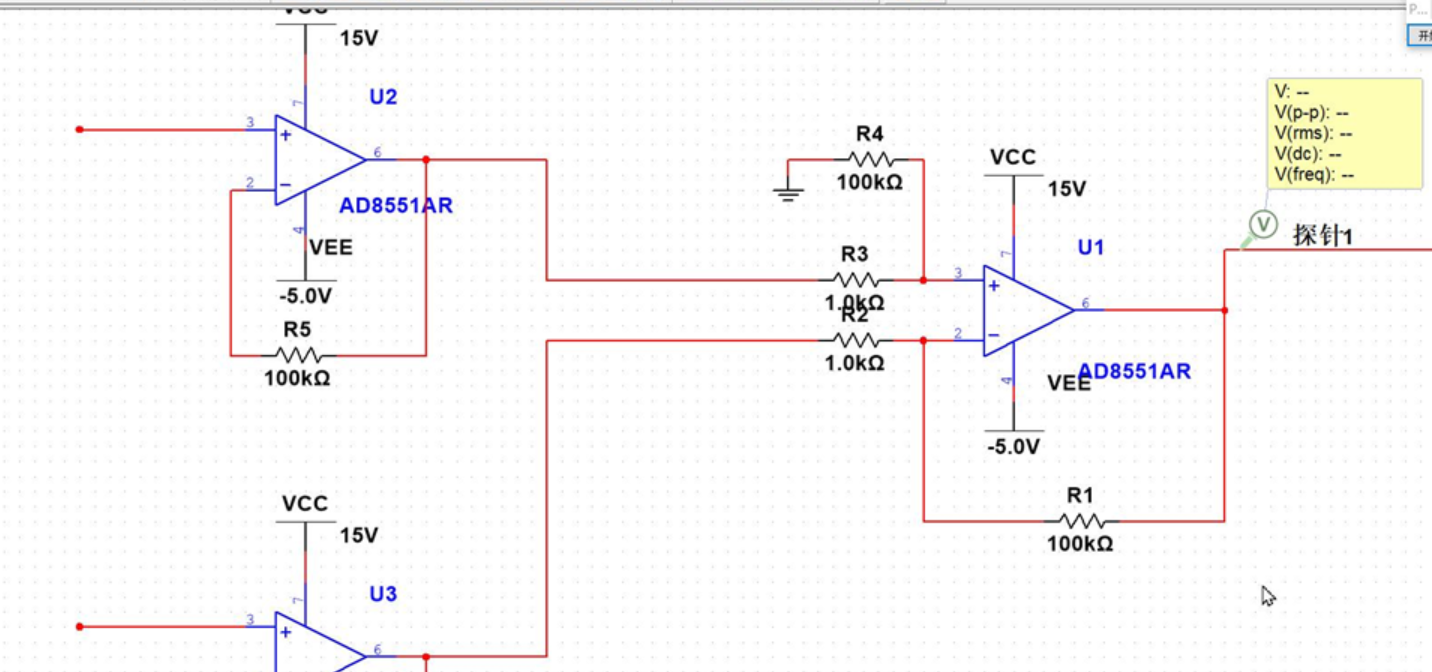 VCC
15V
U2
7
3
2
6
4
AD8551AR
VEE
-5.0V
R5
100kΩ
R4
100kΩ
R3
1.0kΩ
R2
1.0kΩ
VCC
15V
U1
7
3
2
6
4
AD8551AR
VEE
-5.0V
R1
100kΩ
V: --
V(p-p): --
V(rms): --
V(dc): --
V(freq): --
V
探针1
P...
VCC
15V
U3
7
3
6